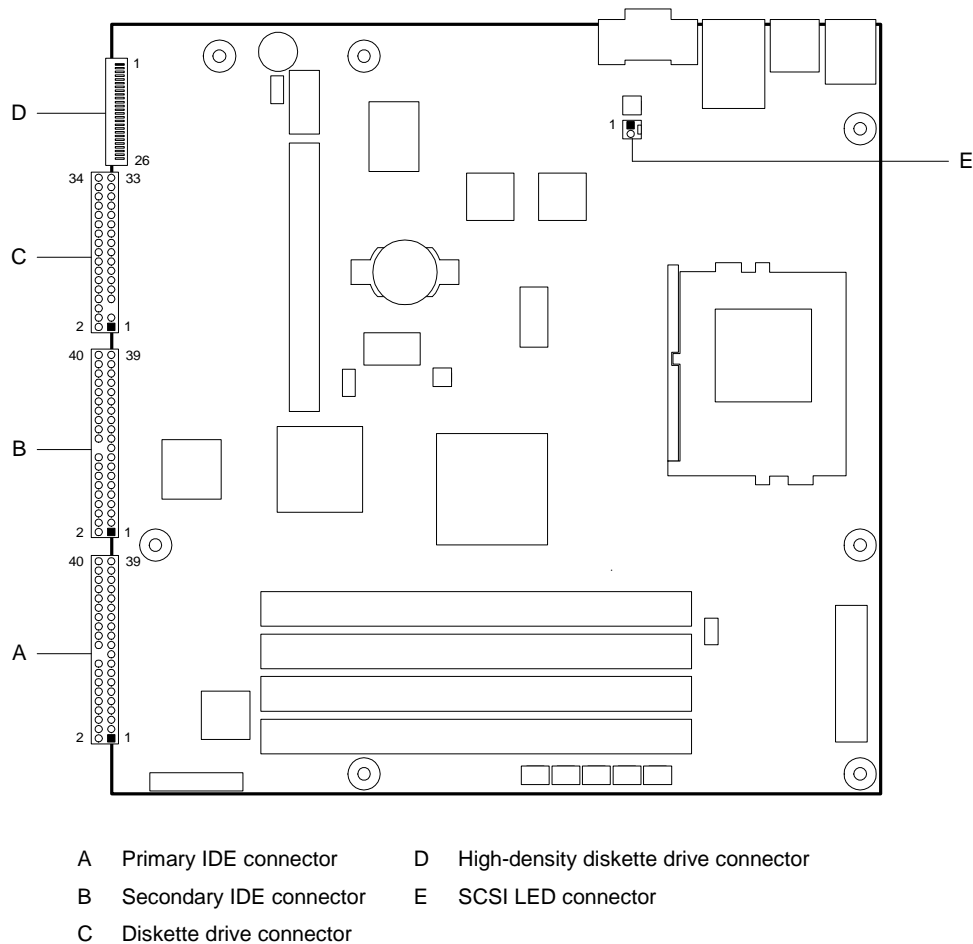 1
D
26
1
E
34 33
C
2 1
40 39
B
2 1
40 39
A
2 1
A Primary IDE connector D High-density diskette drive connector
B Secondary IDE connector E SCSI LED connector
C Diskette drive connector